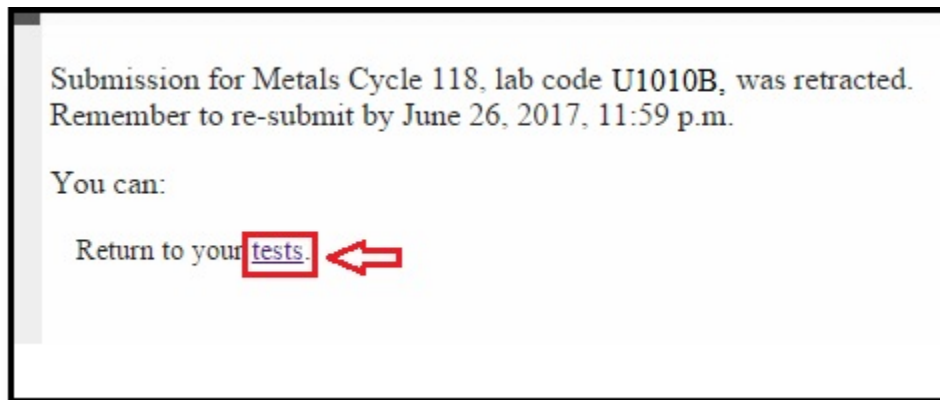 Submission for Metals Cycle 118, lab code U1010B, was retracted.
Remember to re-submit by June 26, 2017, 11:59 p.m.
You can:
Return to your tests.